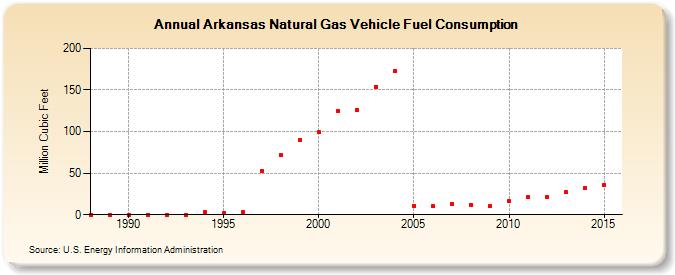 Annual Arkansas Natural Gas Vehicle Fuel Consumption
Million Cubic Feet
200
150
100
50
0
1990 1995 2000 2005 2010 2015
Source: U.S. Energy Information Administration